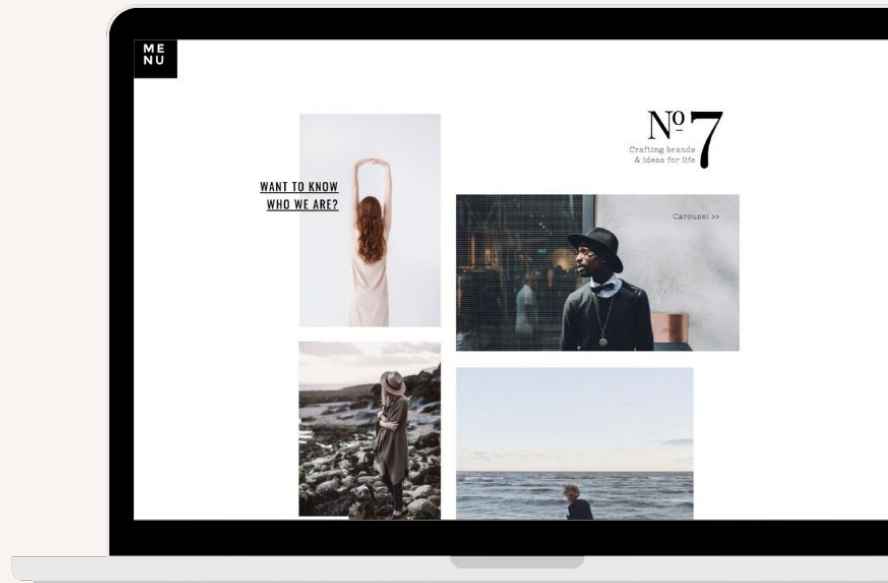 ME
NU
Nº7
Crafting brands
& ideas for life
WANT TO KNOW
WHO WE ARE?
Carousel >>